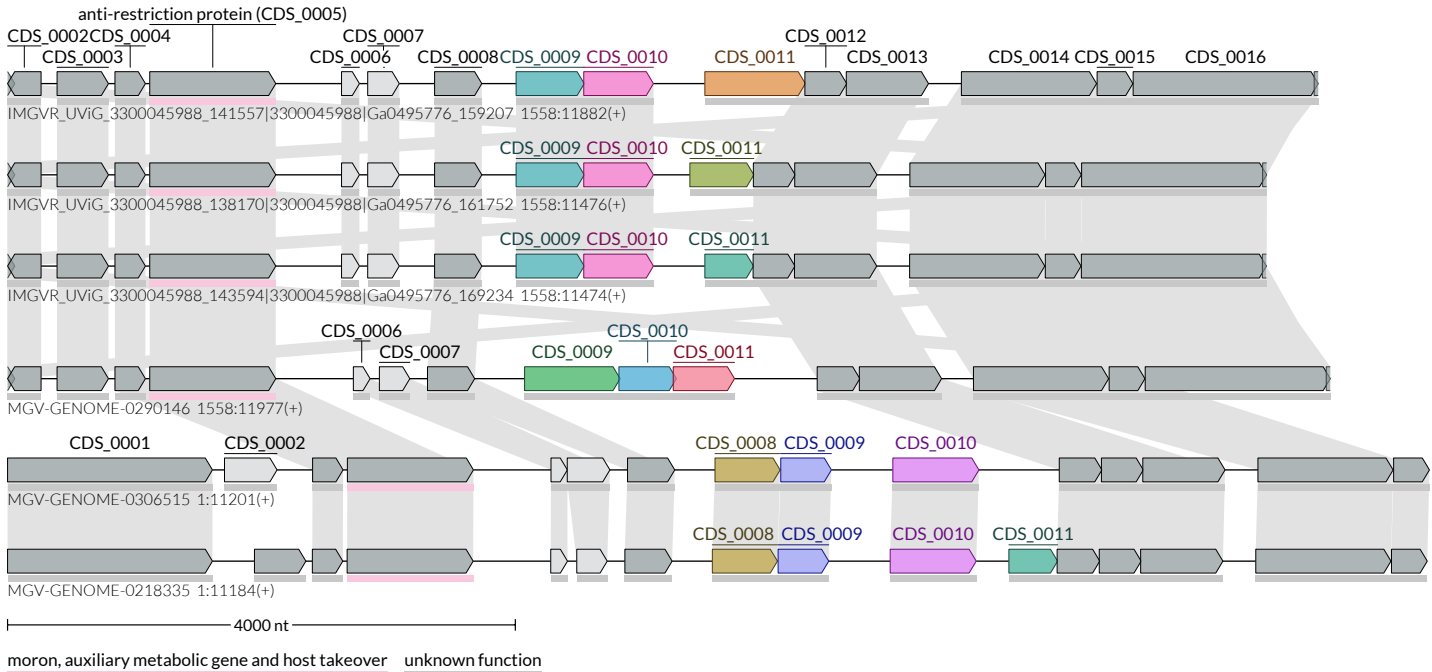 anti-restriction protein (CDS_0005)
CDS_0002 CDS_0004 CDS_0007 CDS_0012
CDS_0003 CDS_0006 CDS_0008 CDS_0009 CDS_0010 CDS_0011 CDS_0013 CDS_0014 CDS_0015 CDS_0016
IMGVR_UViG_3300045988_141557|3300045988|Ga0495776_159207 1558:11882(+)
CDS_0009 CDS_0010 CDS_0011
IMGVR_UViG_3300045988_138170|3300045988|Ga0495776_161752 1558:11476(+)
CDS_0009 CDS_0010 CDS_0011
IMGVR_UViG_3300045988_143594|3300045988|Ga0495776_169234 1558:11474(+)
CDS_0006 CDS_0010
CDS_0007 CDS_0009 CDS_0011
MGV-GENOME-0290146 1558:11977(+)
CDS_0001 CDS_0002 CDS_0008 CDS_0009 CDS_0010
MGV-GENOME-0306515 1:11201(+)
CDS_0008 CDS_0009 CDS_0010 CDS_0011
MGV-GENOME-0218335 1:11184(+)
4000 nt
moron, auxiliary metabolic gene and host takeover unknown function